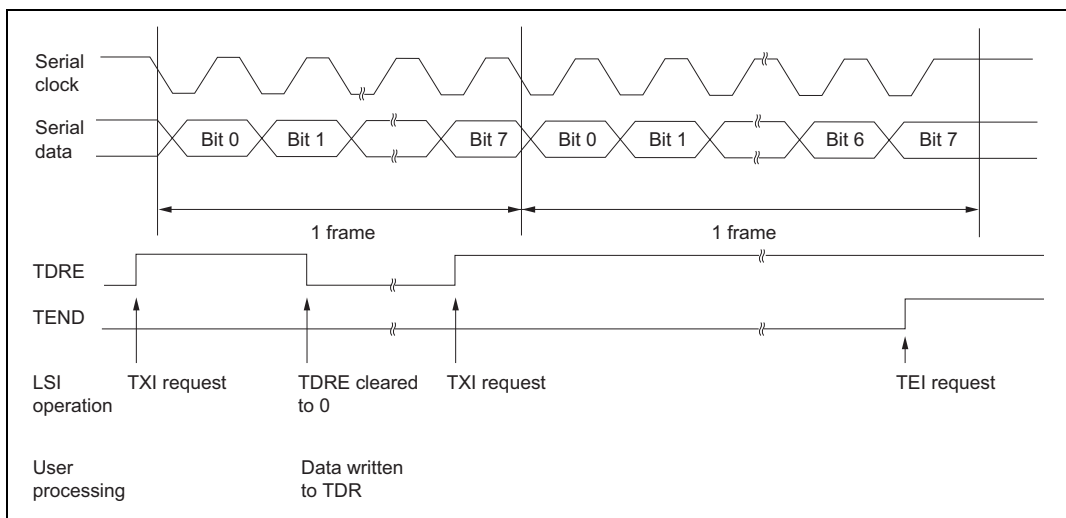 Serial
clock
Serial
data
Bit 0
Bit 1
Bit 7
Bit 0
Bit 1
Bit 6
Bit 7
1 frame
1 frame
TDRE
TEND
LSI
operation
TXI request
TDRE cleared
to 0
TXI request
TEI request
User
processing
Data written
to TDR